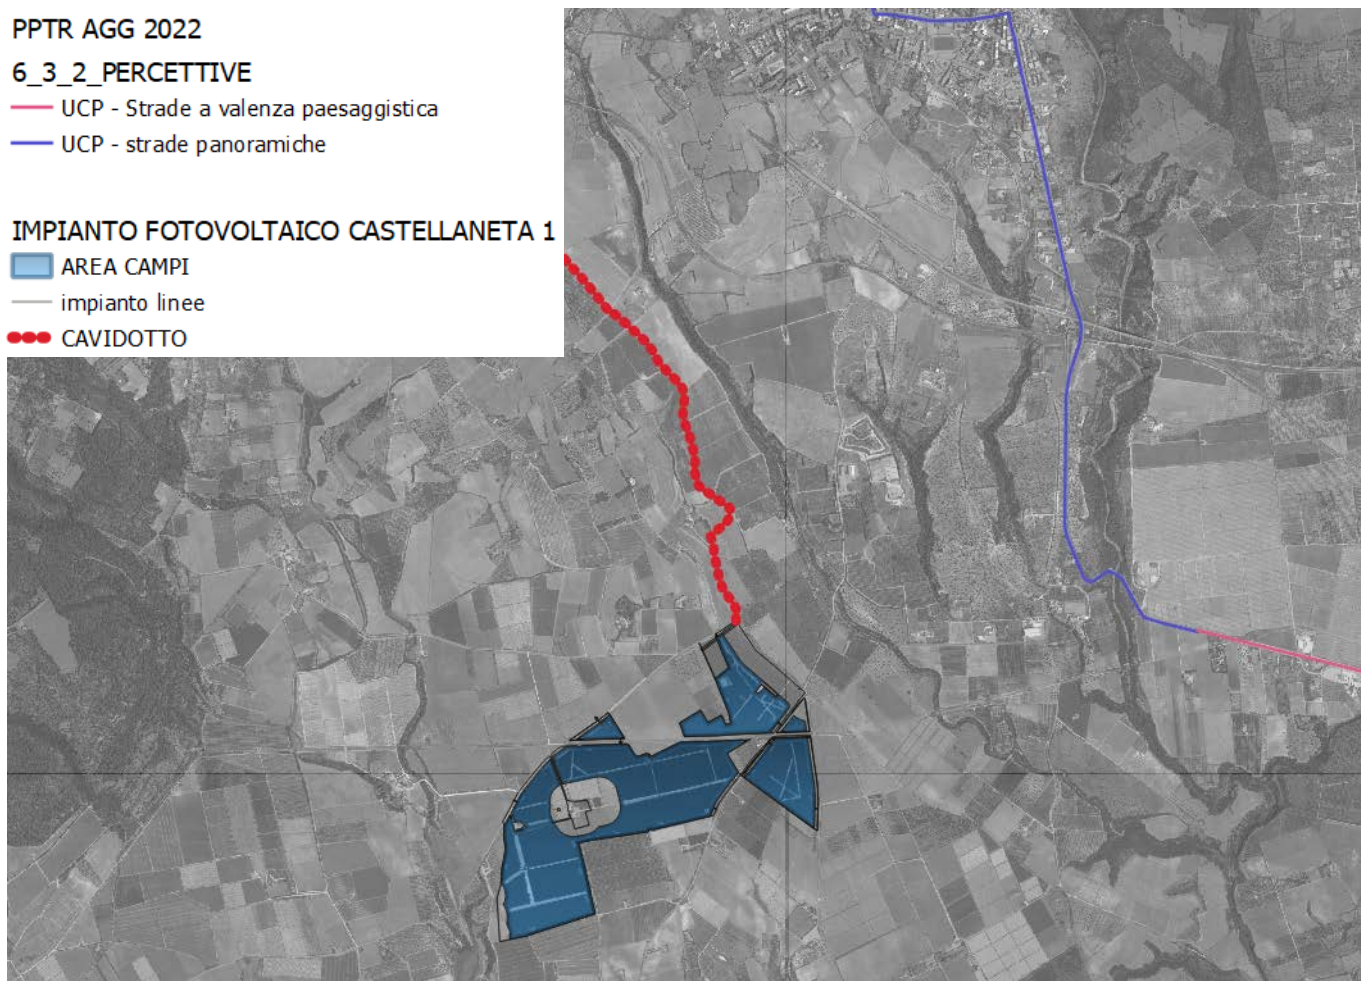 PPTR AGG 2022
6_3_2_PERCETTIVE
UCP - Strade a valenza paesaggistica
UCP - strade panoramiche
IMPIANTO FOTOVOLTAICO CASTELLANETA 1
AREA CAMPI
impianto linee
CAVIDOTTO